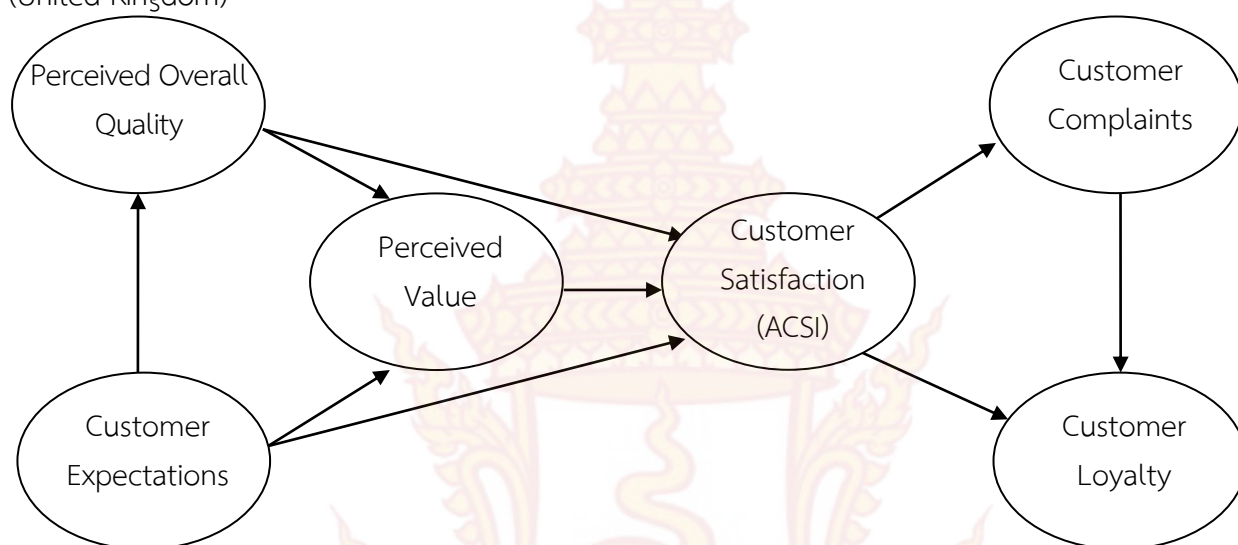 (United Kingdom)
Perceived Overall
Quality
Customer
Complaints
Perceived
Value
Customer
Satisfaction
(ACSI)
Customer
Expectations
Customer
Loyalty